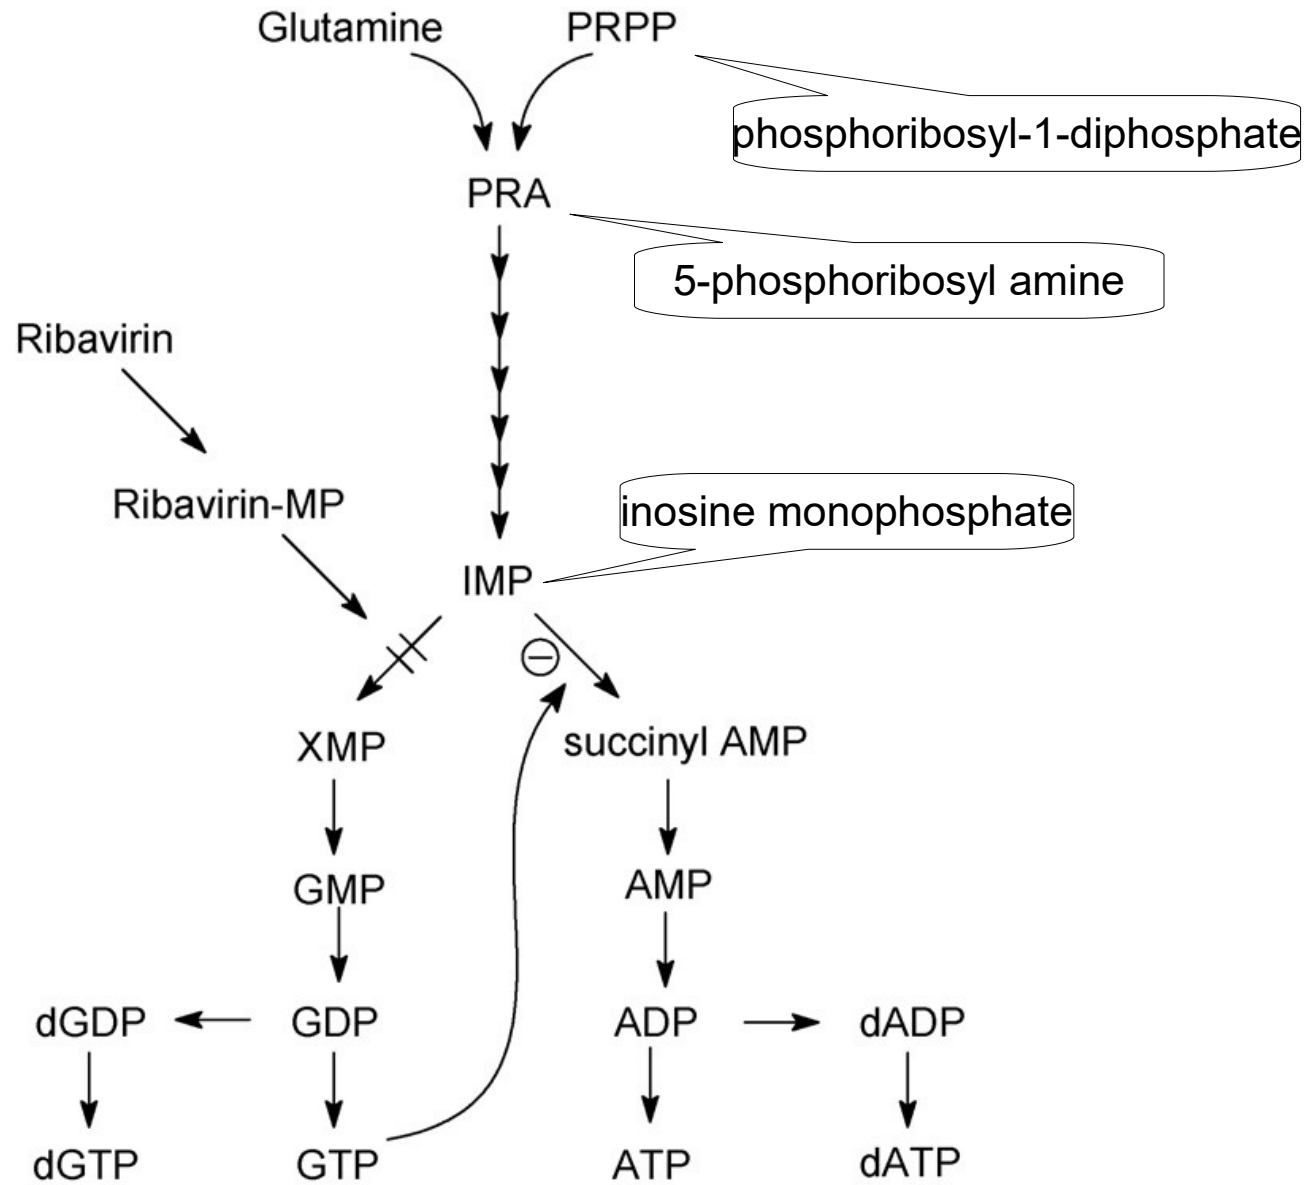 Glutamine
PRPP
phosphoribosyl-1-diphosphate
PRA
5-phosphoribosyl amine
Ribavirin
Ribavirin-MP
inosine monophosphate
IMP
XMP
succinyl AMP
GMP
AMP
dGDP
GDP
ADP
dADP
dGTP
GTP
ATP
dATP